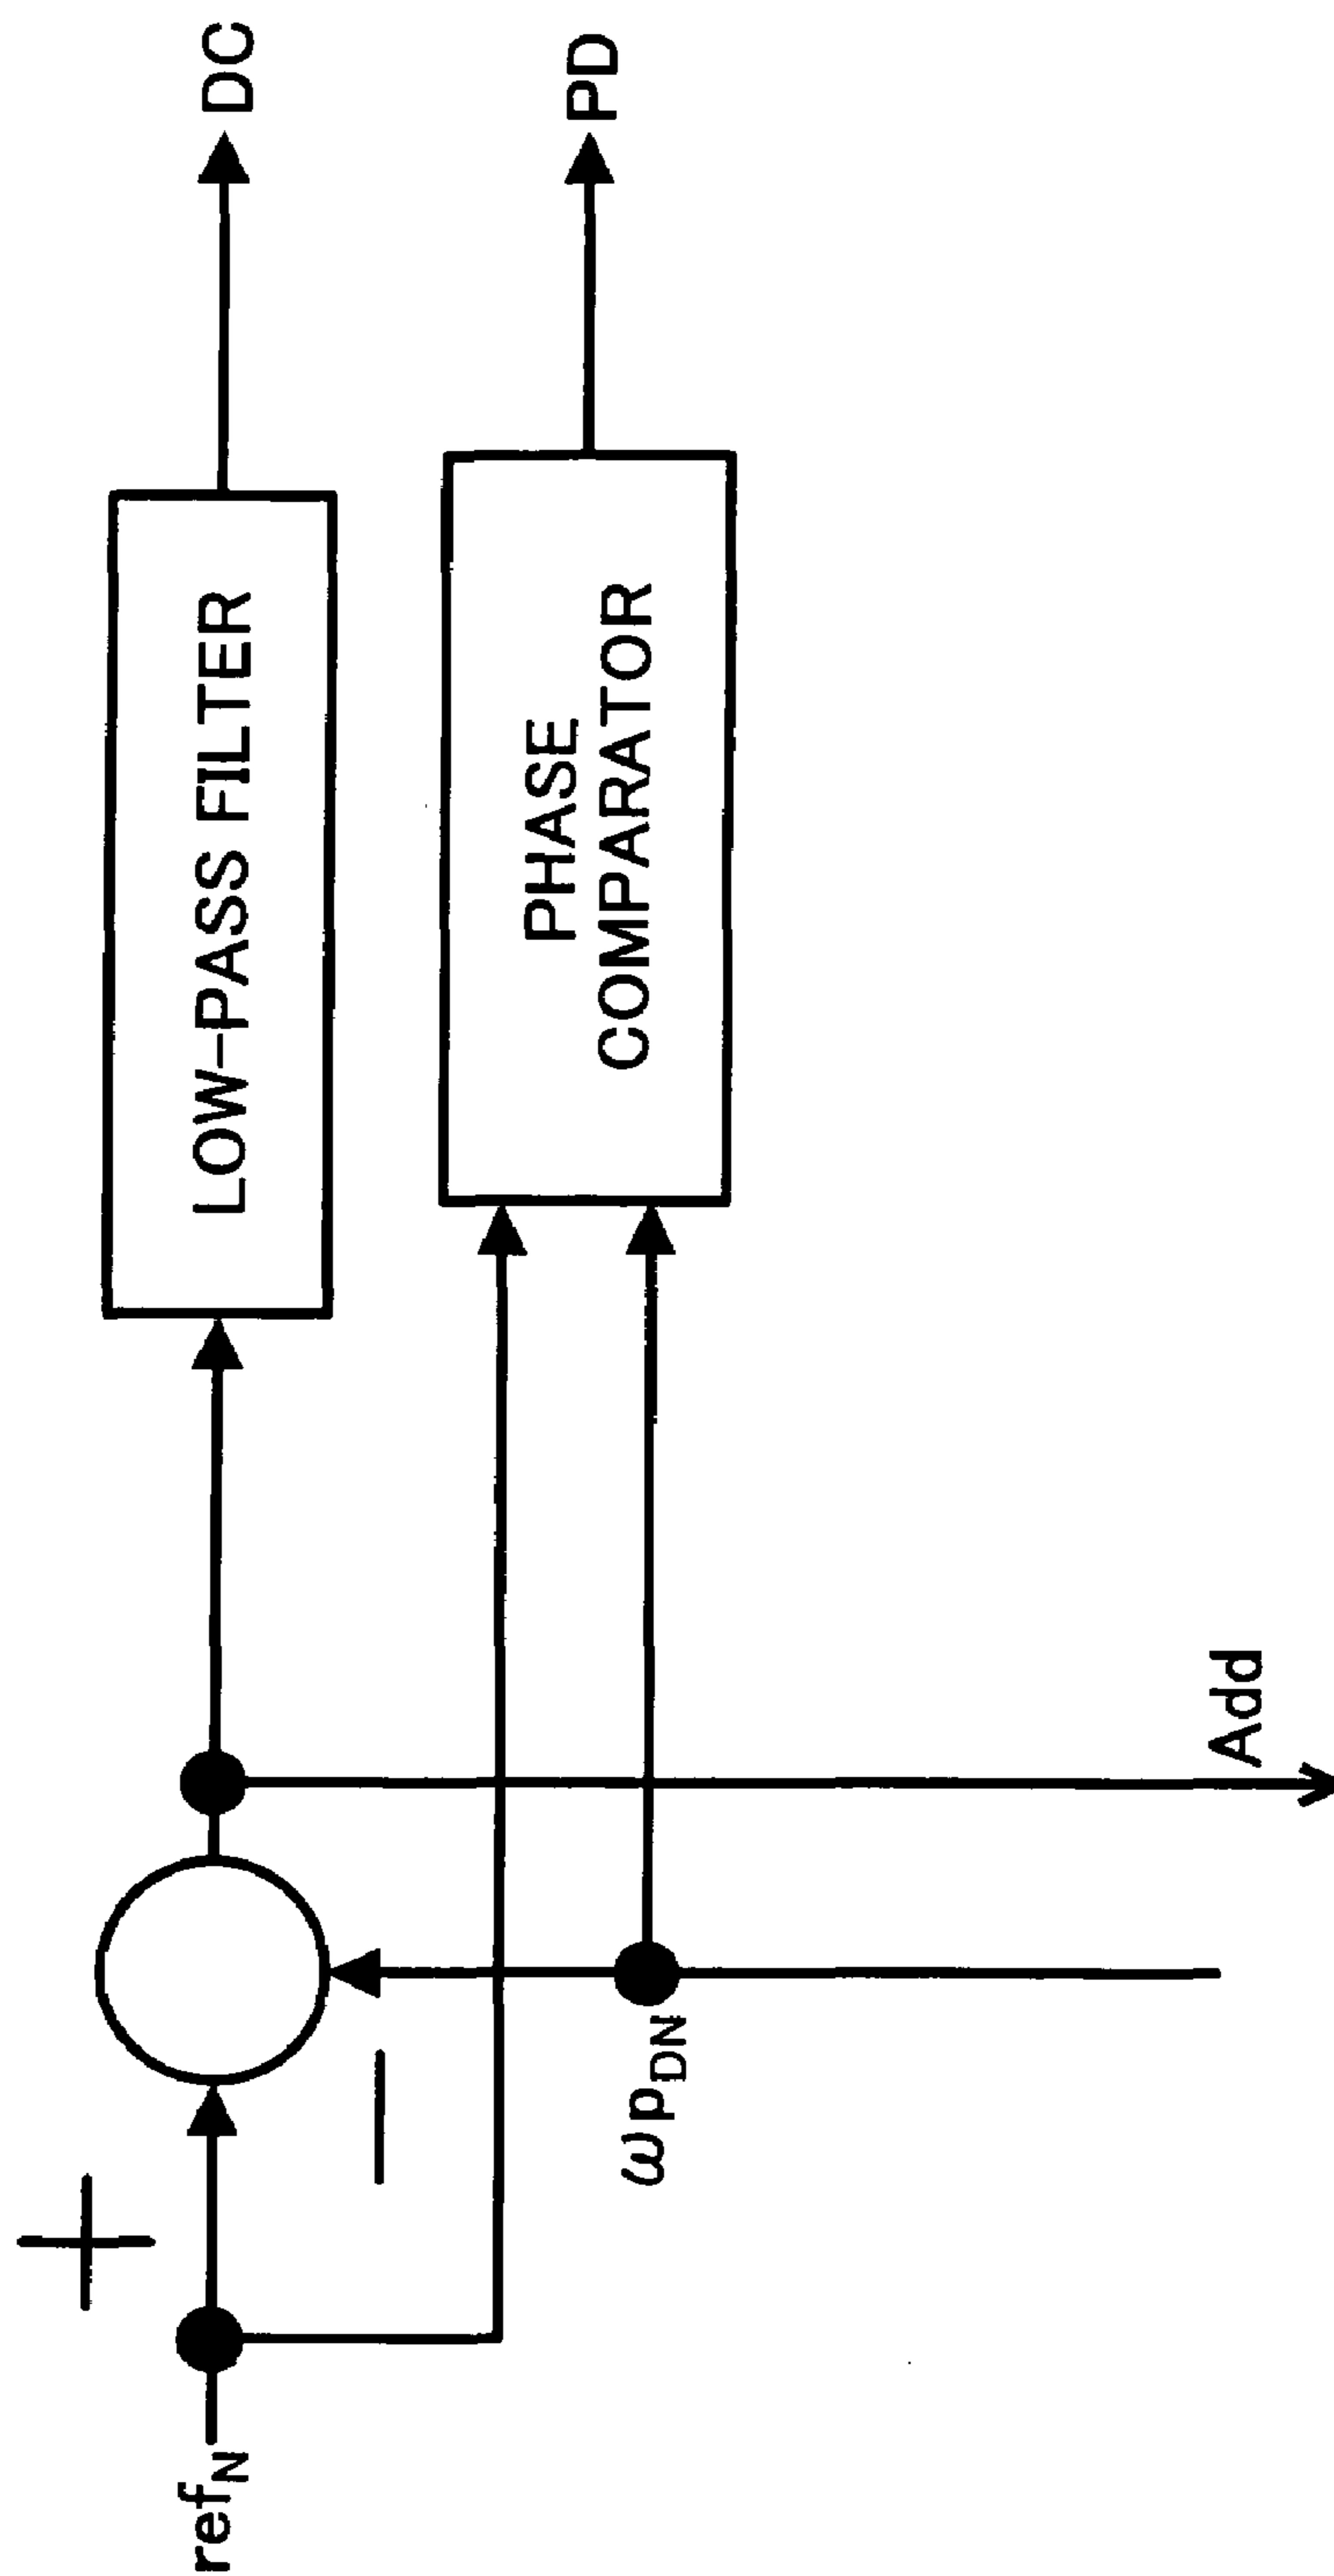 ref_N
+
−
LOW-PASS FILTER
DC
PHASE
COMPARATOR
PD
ωp_DN
Add